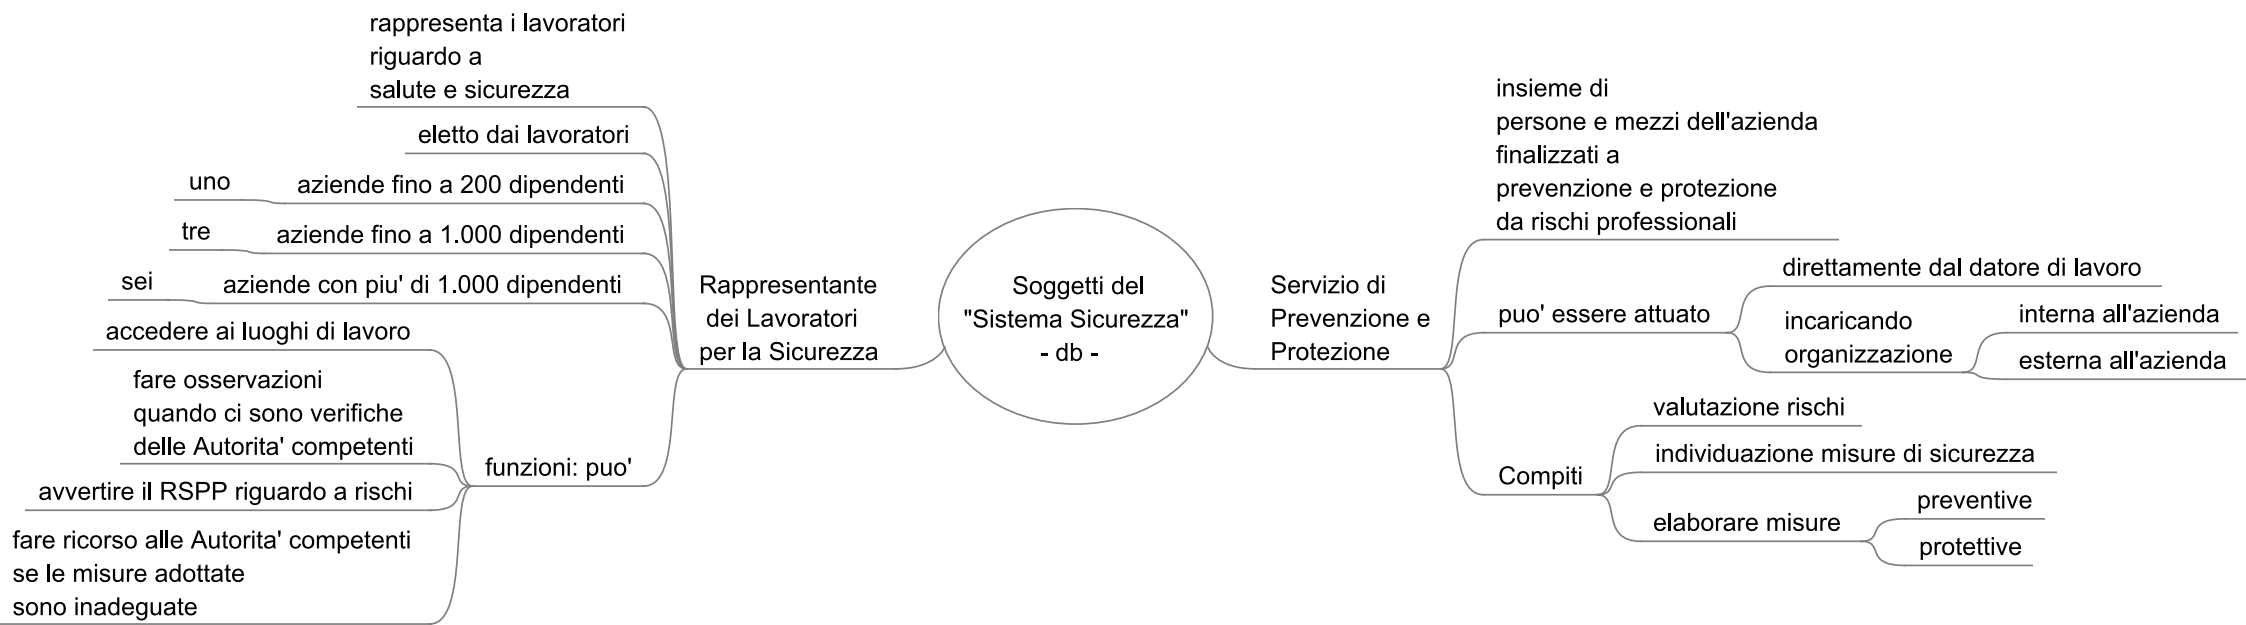 Soggetti del
"Sistema Sicurezza"
- db -
Rappresentante
dei Lavoratori
per la Sicurezza
rappresenta i lavoratori
riguardo a
salute e sicurezza
eletto dai lavoratori
aziende fino a 200 dipendenti
uno
aziende fino a 1.000 dipendenti
tre
aziende con piu' di 1.000 dipendenti
sei
funzioni: puo'
accedere ai luoghi di lavoro
fare osservazioni
quando ci sono verifiche
delle Autorita' competenti
avvertire il RSPP riguardo a rischi
fare ricorso alle Autorita' competenti
se le misure adottate
sono inadeguate
Servizio di
Prevenzione e
Protezione
insieme di
persone e mezzi dell'azienda
finalizzati a
prevenzione e protezione
da rischi professionali
puo' essere attuato
direttamente dal datore di lavoro
incaricando
organizzazione
interna all'azienda
esterna all'azienda
Compiti
valutazione rischi
individuazione misure di sicurezza
elaborare misure
preventive
protettive